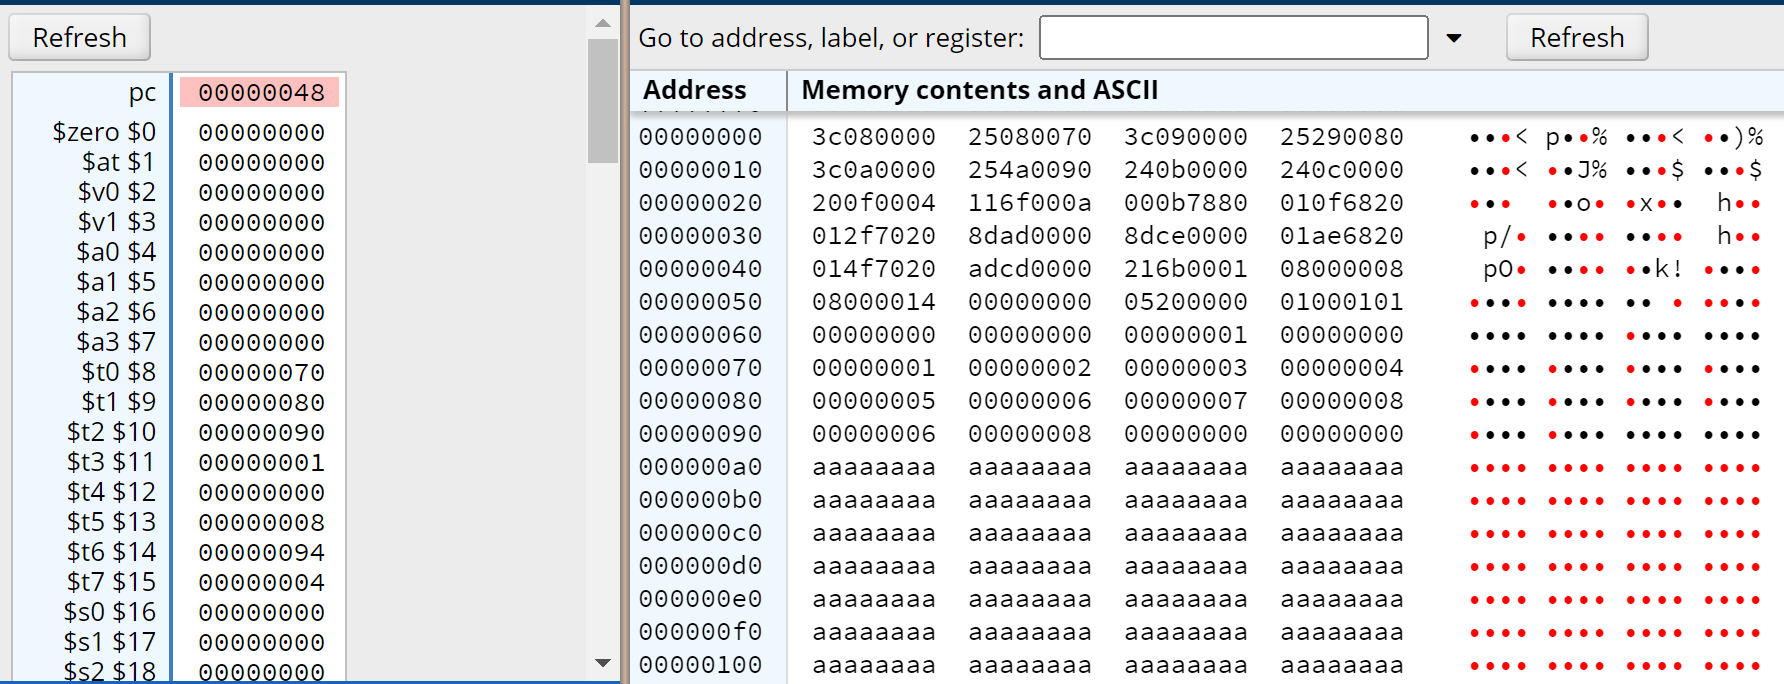 Refresh
pc 00000048
$zero $0 00000000
$at $1 00000000
$v0 $2 00000000
$v1 $3 00000000
$a0 $4 00000000
$a1 $5 00000000
$a2 $6 00000000
$a3 $7 00000000
$t0 $8 00000070
$t1 $9 00000080
$t2 $10 00000090
$t3 $11 00000001
$t4 $12 00000000
$t5 $13 00000008
$t6 $14 00000094
$t7 $15 00000004
$s0 $16 00000000
$s1 $17 00000000
$s2 $18 00000000
Go to address, label, or register: Refresh
Address Memory contents and ASCII
00000000 3c080000 25080070 3c090000 25290080 •••< p••% •••< ••)%
00000010 3c0a0000 254a0090 240b0000 240c0000 •••< ••J% •••$ •••$
00000020 200f0004 116f000a 000b7880 010f6820 ••• ••o• •x•• h••
00000030 012f7020 8dad0000 8dce0000 01ae6820 p/• •••• •••• h••
00000040 014f7020 adcd0000 216b0001 08000008 pO• •••• ••k! ••••
00000050 08000014 00000000 05200000 01000101 •••• •••• •• • ••••
00000060 00000000 00000000 00000001 00000000 •••• •••• •••• ••••
00000070 00000001 00000002 00000003 00000004 •••• •••• •••• ••••
00000080 00000005 00000006 00000007 00000008 •••• •••• •••• ••••
00000090 00000006 00000008 00000000 00000000 •••• •••• •••• ••••
000000a0 aaaaaaaa aaaaaaaa aaaaaaaa aaaaaaaa •••• •••• •••• ••••
000000b0 aaaaaaaa aaaaaaaa aaaaaaaa aaaaaaaa •••• •••• •••• ••••
000000c0 aaaaaaaa aaaaaaaa aaaaaaaa aaaaaaaa •••• •••• •••• ••••
000000d0 aaaaaaaa aaaaaaaa aaaaaaaa aaaaaaaa •••• •••• •••• ••••
000000e0 aaaaaaaa aaaaaaaa aaaaaaaa aaaaaaaa •••• •••• •••• ••••
000000f0 aaaaaaaa aaaaaaaa aaaaaaaa aaaaaaaa •••• •••• •••• ••••
00000100 aaaaaaaa aaaaaaaa aaaaaaaa aaaaaaaa •••• •••• •••• ••••